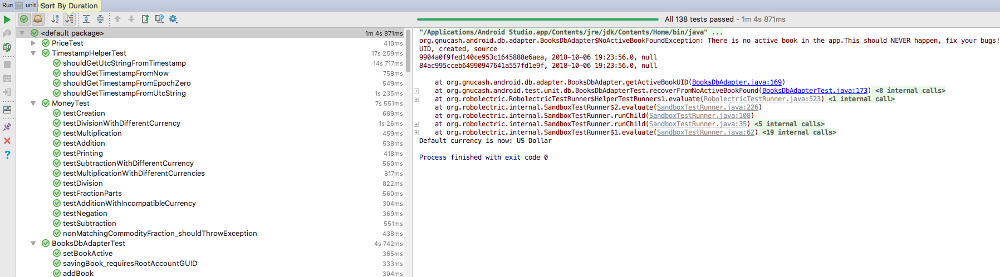 Run unit
Sort By Duration
All 138 tests passed - 1m 4s 871ms
<default package> 1m 4s 871ms
PriceTest 410ms
TimestampHelperTest 17s 259ms
shouldGetUtcStringFromTimestamp 14s 717ms
shouldGetTimestampFromNow 758ms
shouldGetTimestampFromEpochZero 549ms
shouldGetTimestampFromUtcString 1s 235ms
MoneyTest 7s 551ms
testCreation 689ms
testDivisionWithDifferentCurrency 1s 26ms
testMultiplication 459ms
testAddition 538ms
testPrinting 418ms
testSubtractionWithDifferentCurrency 560ms
testMultiplicationWithDifferentCurrencies 817ms
testDivision 822ms
testFractionParts 560ms
testAdditionWithIncompatibleCurrency 304ms
testNegation 369ms
testSubtraction 551ms
nonMatchingCommodityFraction_shouldThrowException 438ms
BooksDbAdapterTest 4s 742ms
setBookActive 365ms
savingBook_requiresRootAccountGUID 333ms
addBook 304ms
"/Applications/Android Studio.app/Contents/jre/jdk/Contents/Home/bin/java" ...
org.gnucash.android.db.adapter.BooksDbAdapter$NoActiveBookFoundException: There is no active book in the app.This should NEVER happen, fix your bugs!
UID, created, source
9904a0f9fed140ce953c1645888e6aea, 2018-10-06 19:23:56.0, null
84ac995cceb64990947641a557fd1e9f, 2018-10-06 19:23:56.0, null
at org.gnucash.android.db.adapter.BooksDbAdapter.getActiveBookUID(BooksDbAdapter.java:169)
at org.gnucash.android.test.unit.db.BooksDbAdapterTest.recoverFromNoActiveBookFound(BooksDbAdapterTest.java:173) <8 internal calls>
at org.robolectric.RobolectricTestRunner$HelperTestRunner$1.evaluate(RobolectricTestRunner.java:523) <1 internal call>
at org.robolectric.internal.SandboxTestRunner$2.evaluate(SandboxTestRunner.java:226)
at org.robolectric.internal.SandboxTestRunner.runChild(SandboxTestRunner.java:108)
at org.robolectric.internal.SandboxTestRunner.runChild(SandboxTestRunner.java:35) <5 internal calls>
at org.robolectric.internal.SandboxTestRunner$1.evaluate(SandboxTestRunner.java:62) <19 internal calls>
Default currency is now: US Dollar
Process finished with exit code 0